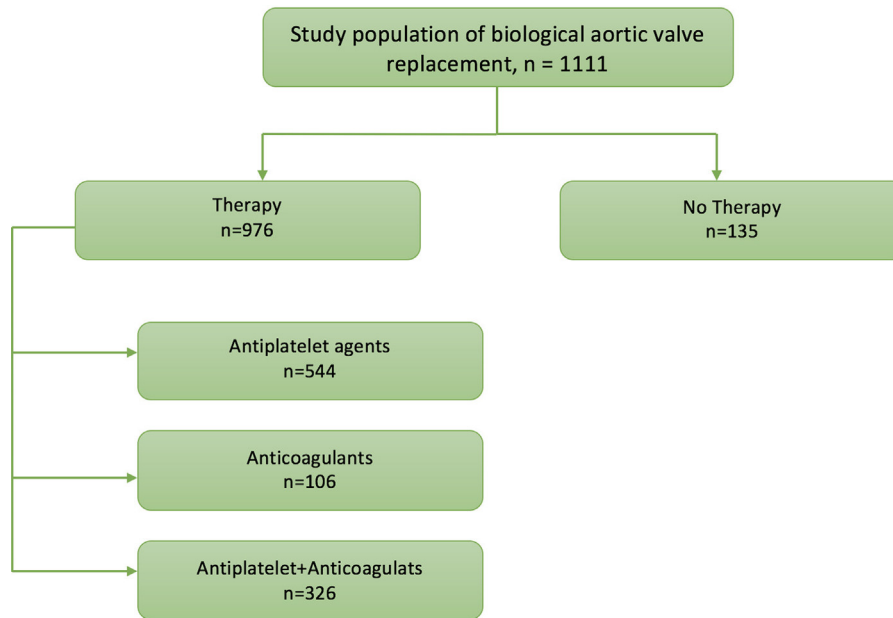 Study population of biological aortic valve
replacement, n = 1111
Therapy
n=976
No Therapy
n=135
Antiplatelet agents
n=544
Anticoagulants
n=106
Antiplatelet+Anticoagulats
n=326